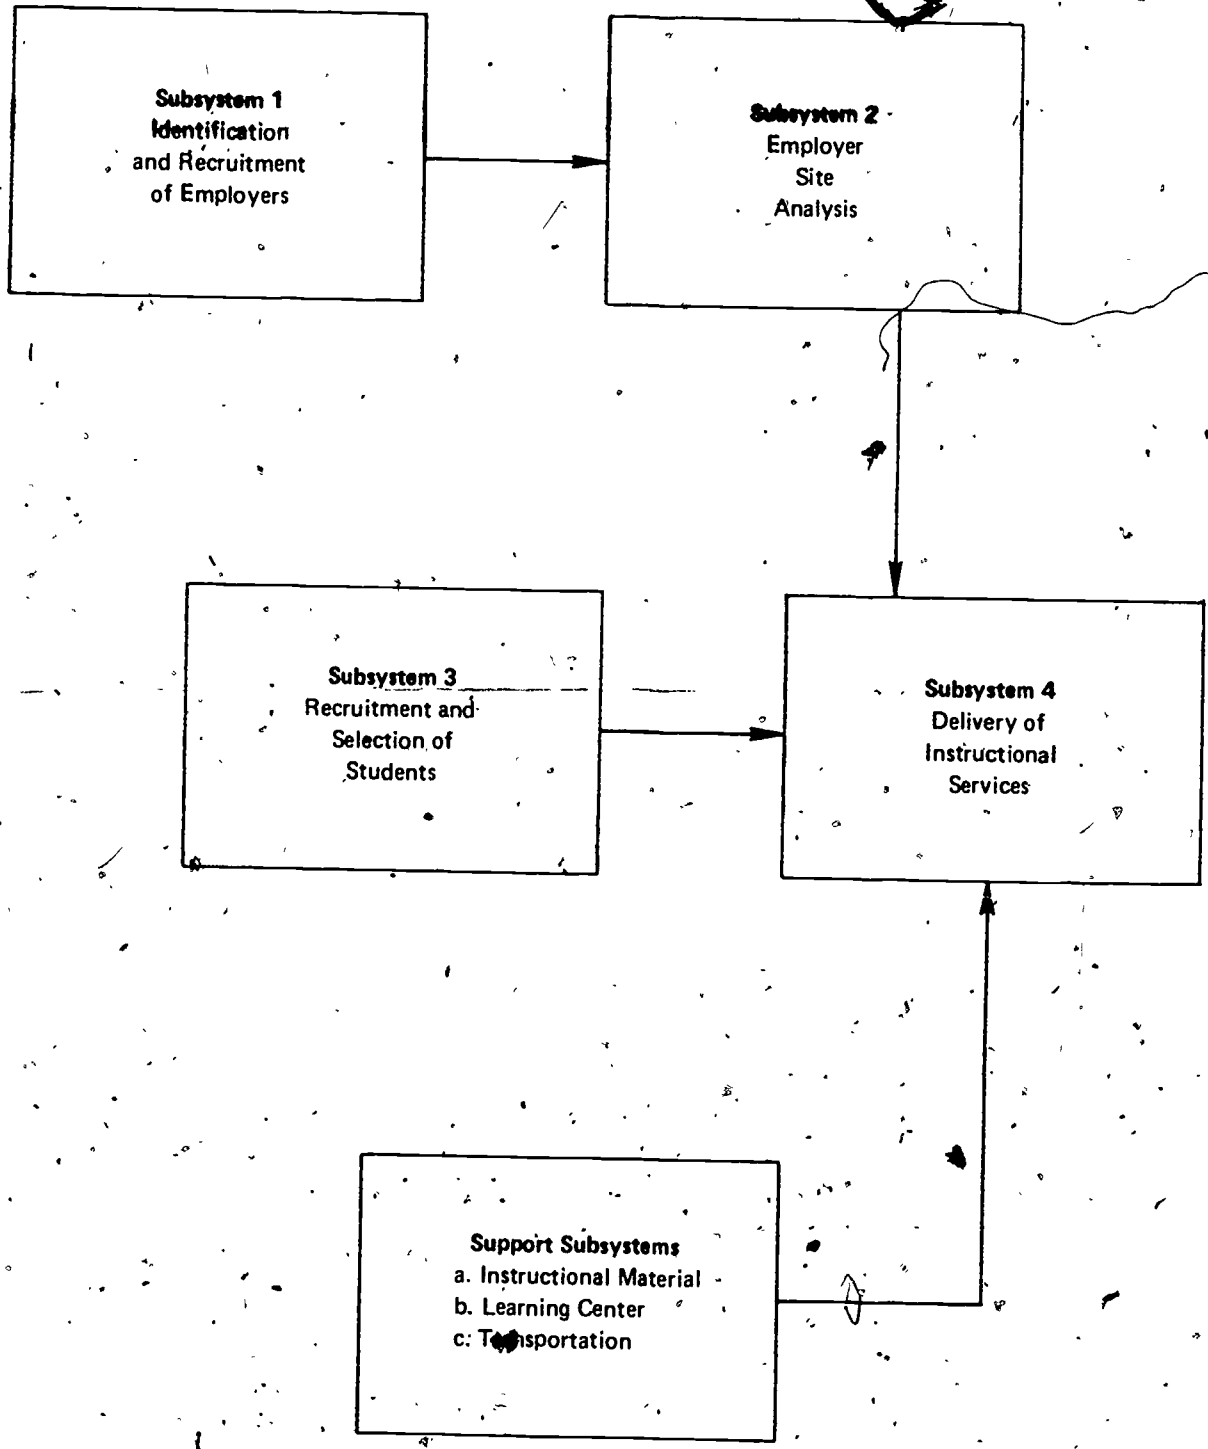 Subsystem 1
Identification
and Recruitment
of Employers
Subsystem 2
Employer
Site
Analysis
Subsystem 3
Recruitment and
Selection of
Students
Subsystem 4
Delivery of
Instructional
Services
Support Subsystems
a. Instructional Material
b. Learning Center
c. Transportation